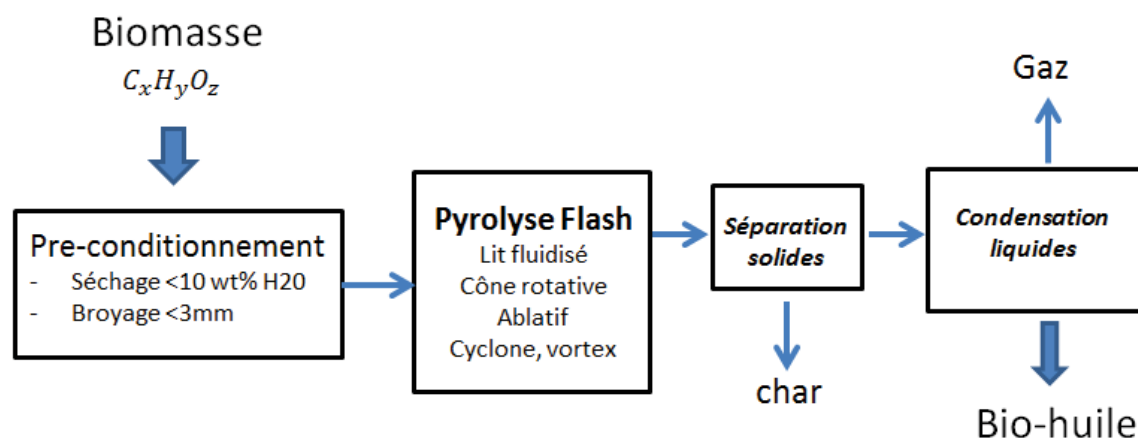 Biomasse
CxHyOz
Pre-conditionnement
- Séchage <10 wt% H20
- Broyage <3mm
Pyrolyse Flash
Lit fluidisé
Cône rotative
Ablatif
Cyclone, vortex
Séparation
solides
char
Condensation
liquides
Gaz
Bio-huile